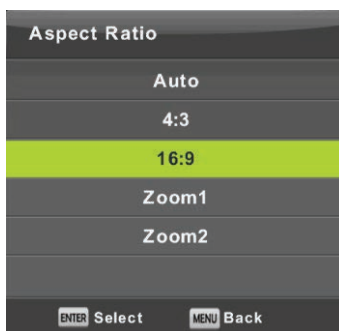 Aspect Ratio
Auto
4:3
16:9
Zoom1
Zoom2
ENTER Select MENU Back